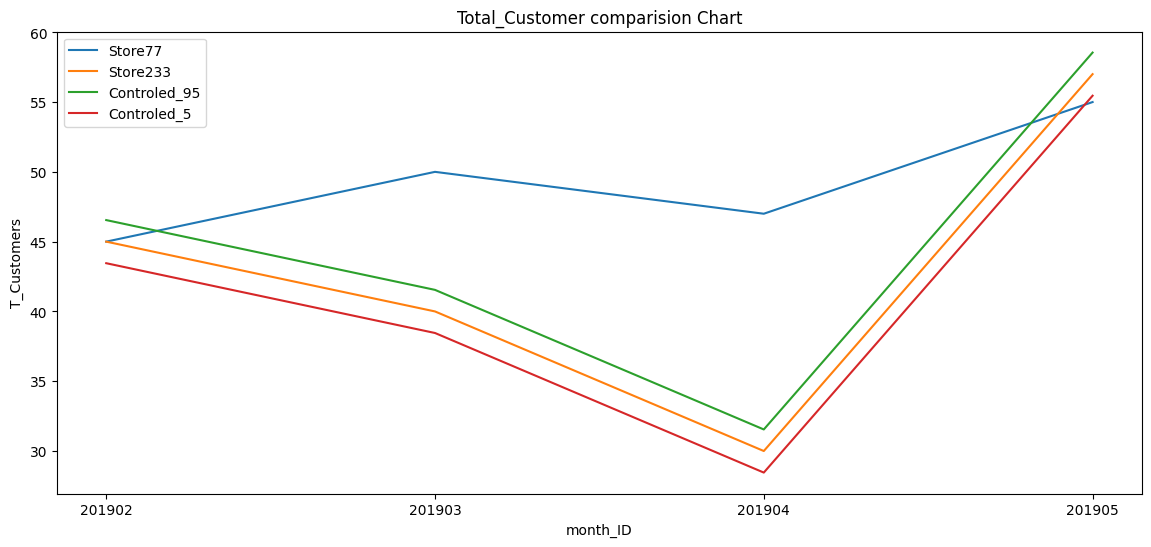 Total_Customer comparision Chart
Store77
Store233
Controled_95
Controled_5
T_Customers
60
55
50
45
40
35
30
201902
201903
201904
201905
month_ID